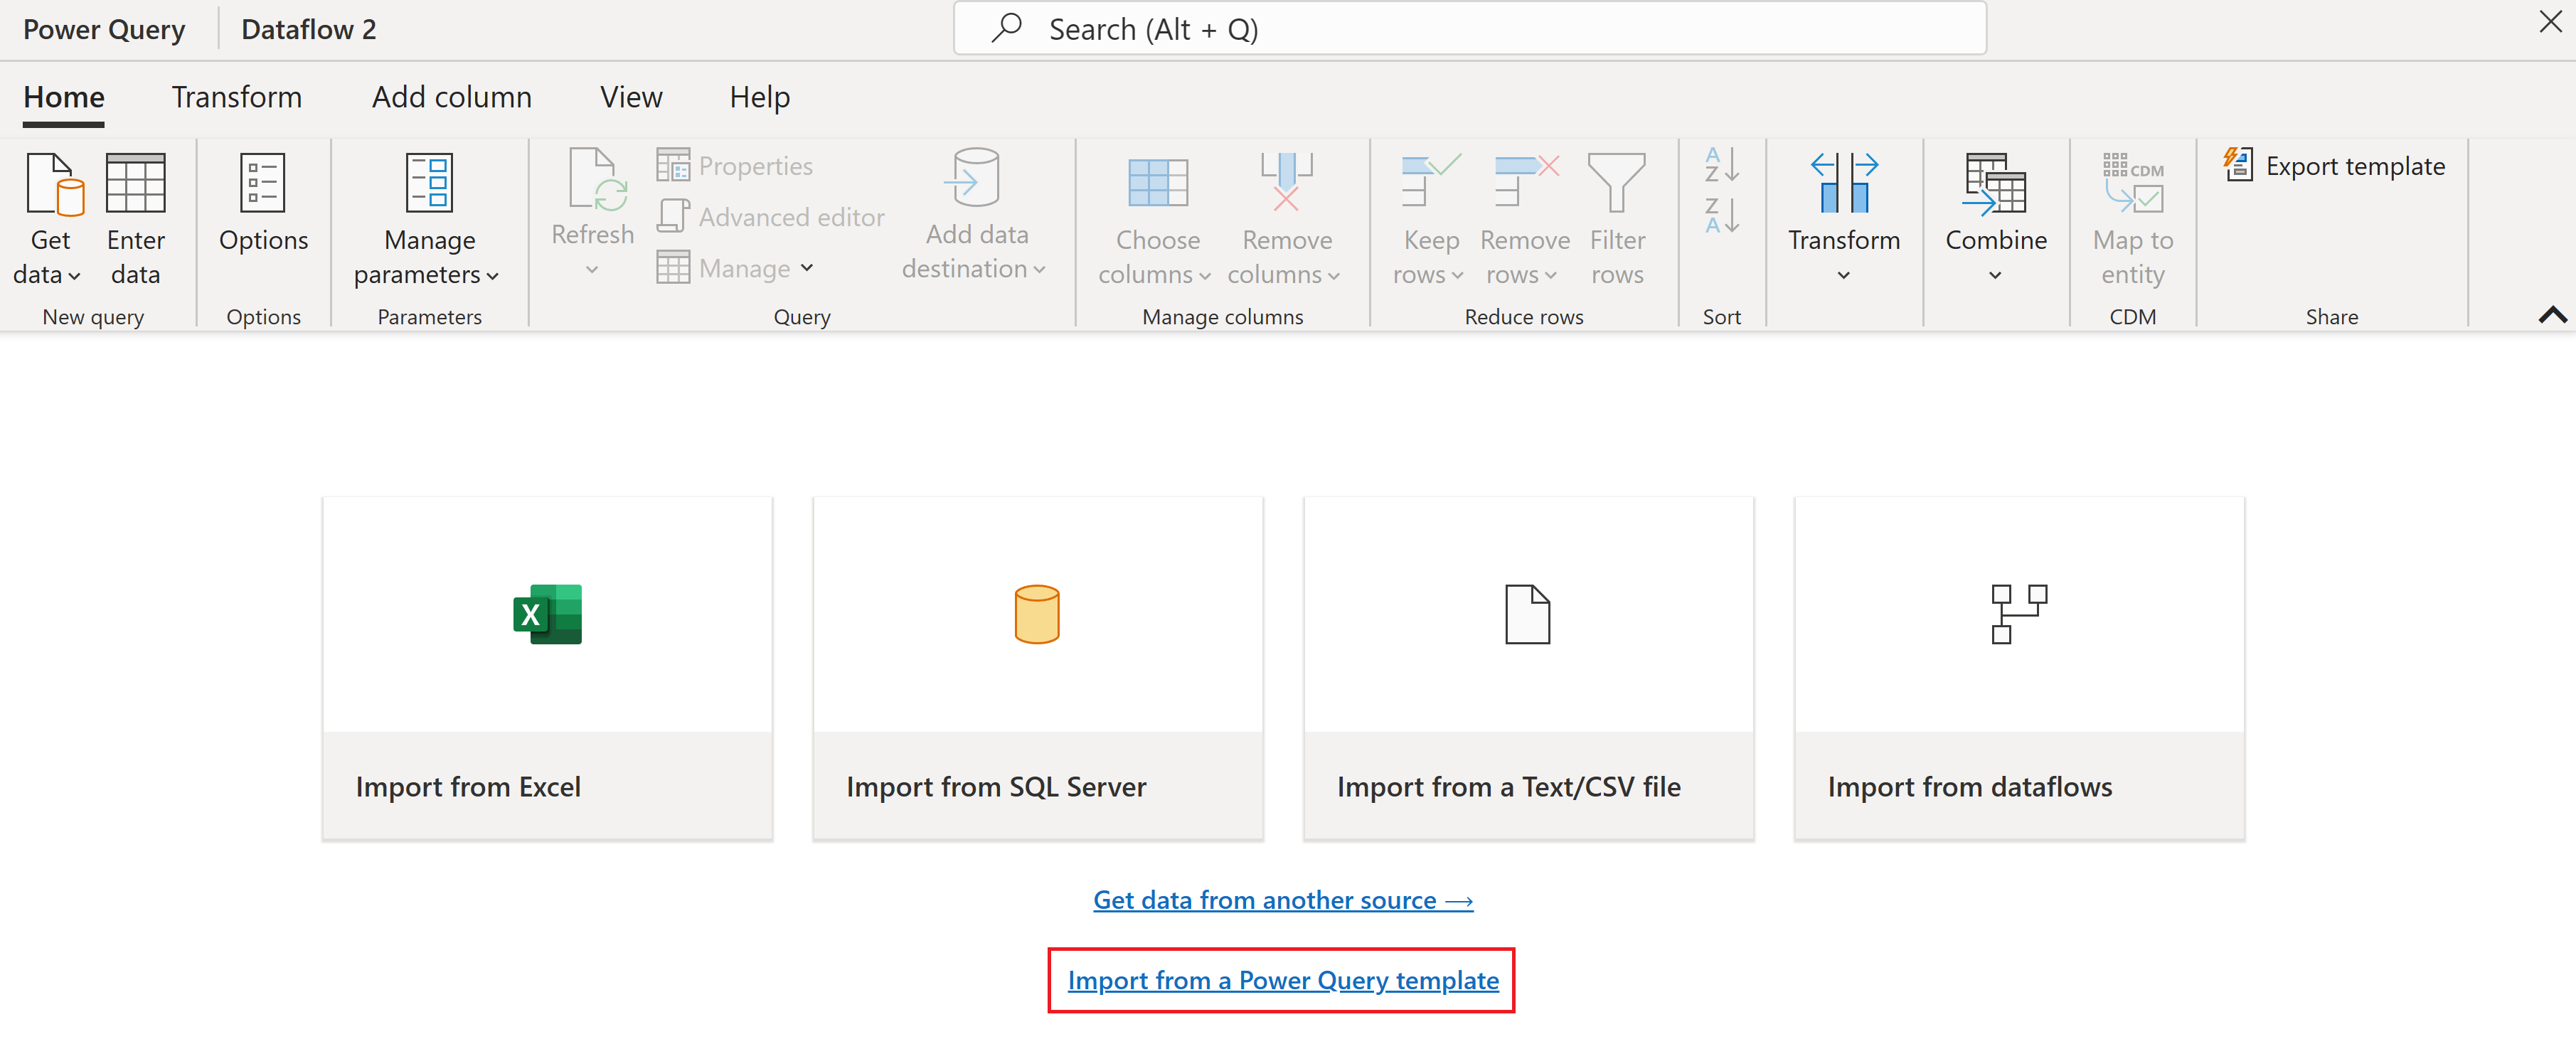 Power Query
Dataflow 2
Search (Alt + Q)
Home
Transform
Add column
View
Help
Get
data
Enter
data
New query
Options
Options
Manage
parameters
Parameters
Refresh
Properties
Advanced editor
Manage
Add data
destination
Query
Choose
columns
Remove
columns
Manage columns
Keep
rows
Remove
rows
Filter
rows
Reduce rows
A
Z
Z
A
Sort
Transform
Combine
CDM
Map to
entity
CDM
Export template
Share
X
Import from Excel
Import from SQL Server
Import from a Text/CSV file
Import from dataflows
Get data from another source →
Import from a Power Query template